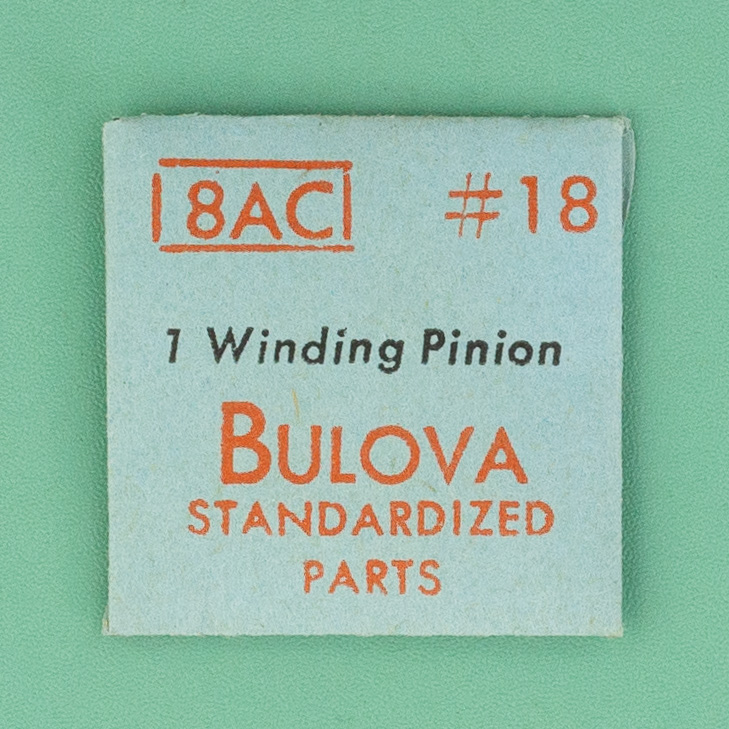 8AC #18
1 Winding Pinion
BULOVA
STANDARDIZED
PARTS